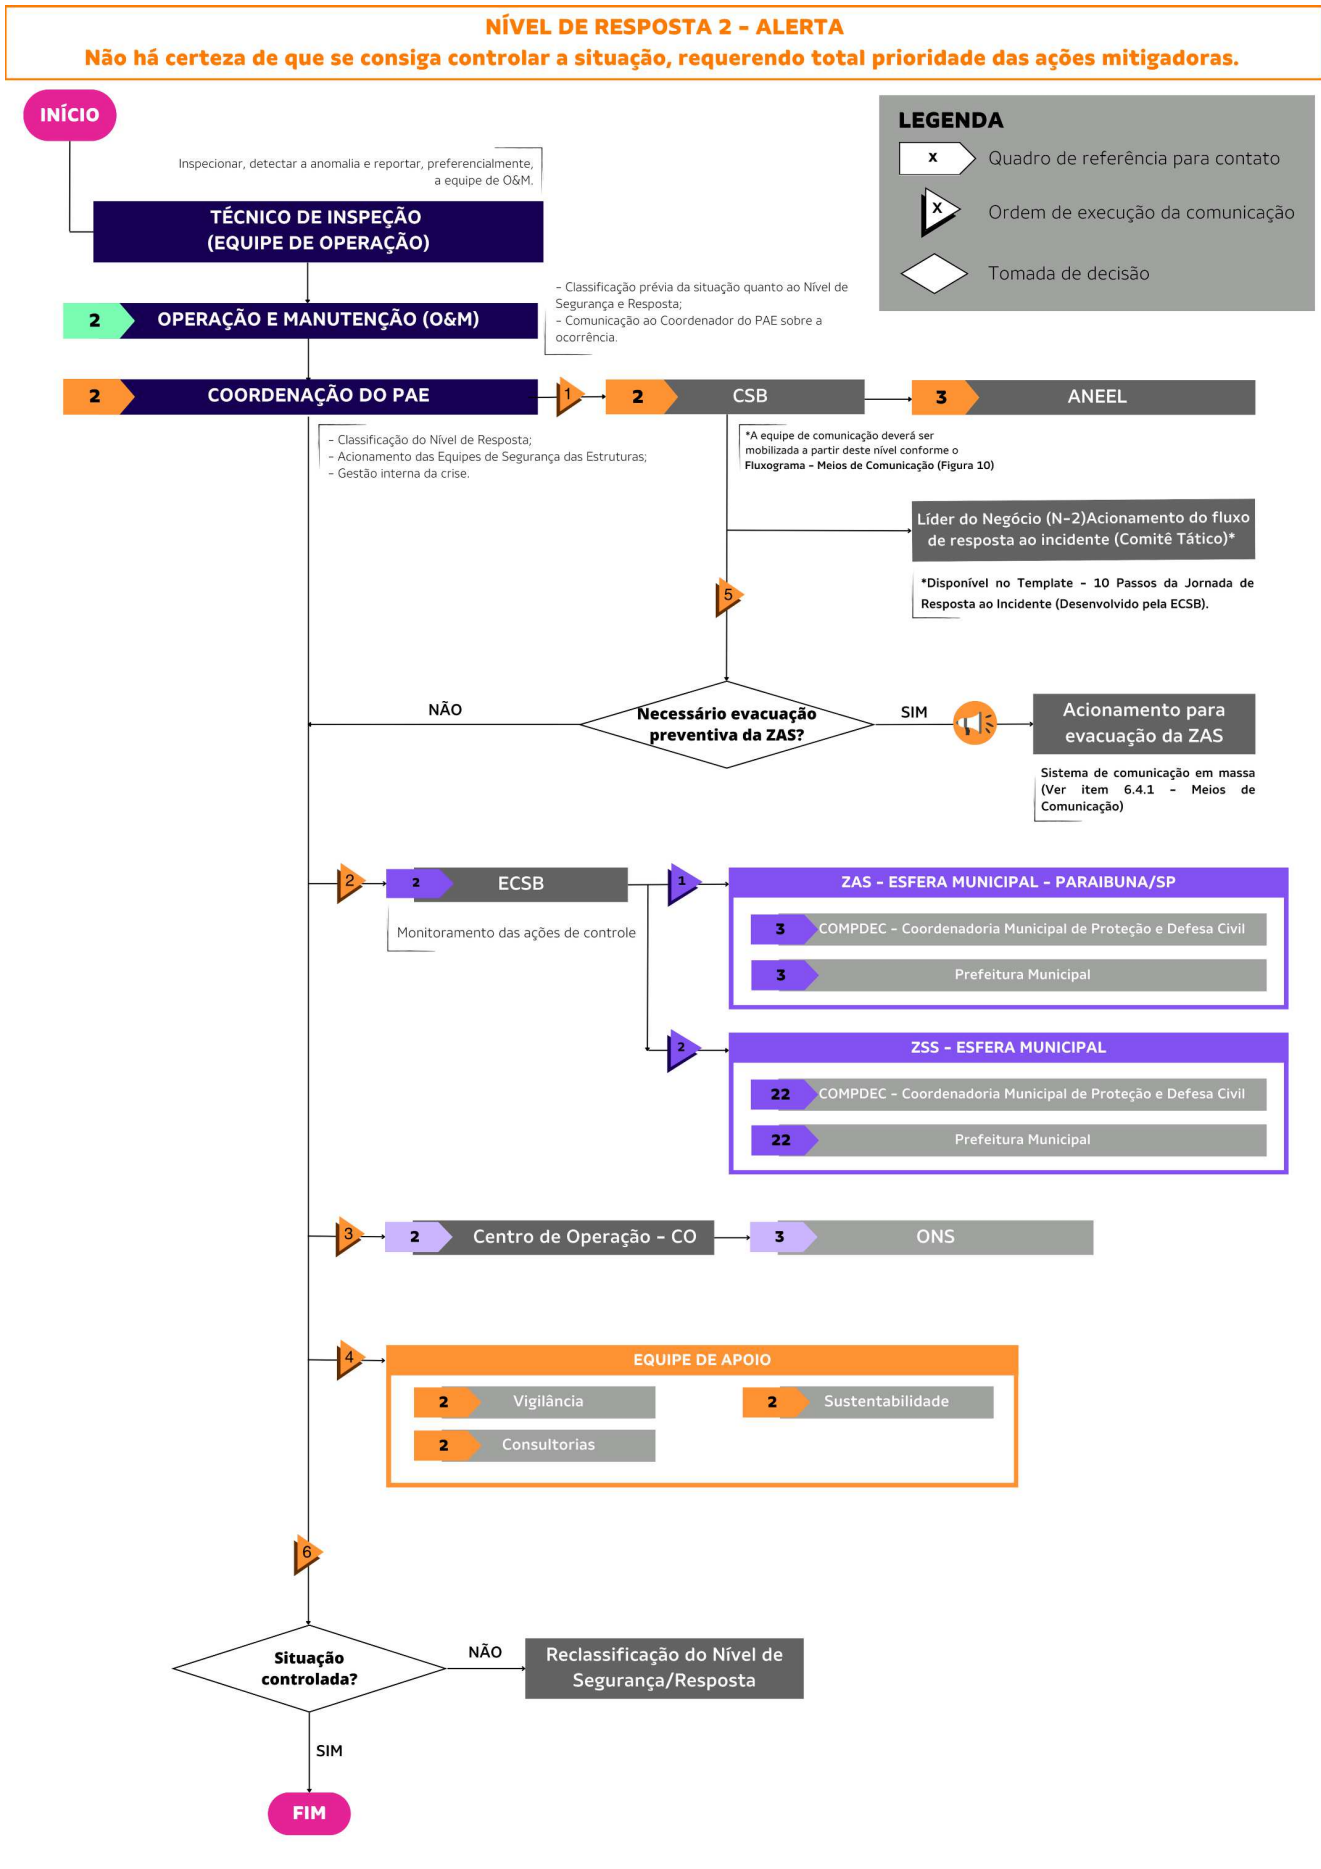 NÍVEL DE RESPOSTA 2 – ALERTA
Não há certeza de que se consiga controlar a situação, requerendo total prioridade das ações mitigadoras.
INÍCIO
LEGENDA
x
Quadro de referência para contato
X
Ordem de execução da comunicação
Tomada de decisão
Inspecionar, detectar a anomalia e reportar, preferencialmente,
a equipe de O&M.
TÉCNICO DE INSPEÇÃO
(EQUIPE DE OPERAÇÃO)
- Classificação prévia da situação quanto ao Nível de
Segurança e Resposta;
- Comunicação ao Coordenador do PAE sobre a
ocorrência.
2
OPERAÇÃO E MANUTENÇÃO (O&M)
2
COORDENAÇÃO DO PAE
1
2
CSB
3
ANEEL
- Classificação do Nível de Resposta;
- Acionamento das Equipes de Segurança das Estruturas;
- Gestão interna da crise.
*A equipe de comunicação deverá ser
mobilizada a partir deste nível conforme o
Fluxograma – Meios de Comunicação (Figura 10)
Líder do Negócio (N-2)Acionamento do fluxo
de resposta ao incidente (Comitê Tático)*
*Disponível no Template - 10 Passos da Jornada de
Resposta ao Incidente (Desenvolvido pela ECSB).
5
NÃO
Necessário evacuação
preventiva da ZAS?
SIM
Acionamento para
evacuação da ZAS
Sistema de comunicação em massa
(Ver item 6.4.1 - Meios de
Comunicação)
2
2
ECSB
Monitoramento das ações de controle
1
ZAS - ESFERA MUNICIPAL - PARAIBUNA/SP
3
COMPDEC - Coordenadoria Municipal de Proteção e Defesa Civil
3
Prefeitura Municipal
2
ZSS - ESFERA MUNICIPAL
22
COMPDEC - Coordenadoria Municipal de Proteção e Defesa Civil
22
Prefeitura Municipal
3
2
Centro de Operação - CO
3
ONS
4
EQUIPE DE APOIO
2
Vigilância
2
Sustentabilidade
2
Consultorias
6
Situação
controlada?
NÃO
Reclassificação do Nível de
Segurança/Resposta
SIM
FIM